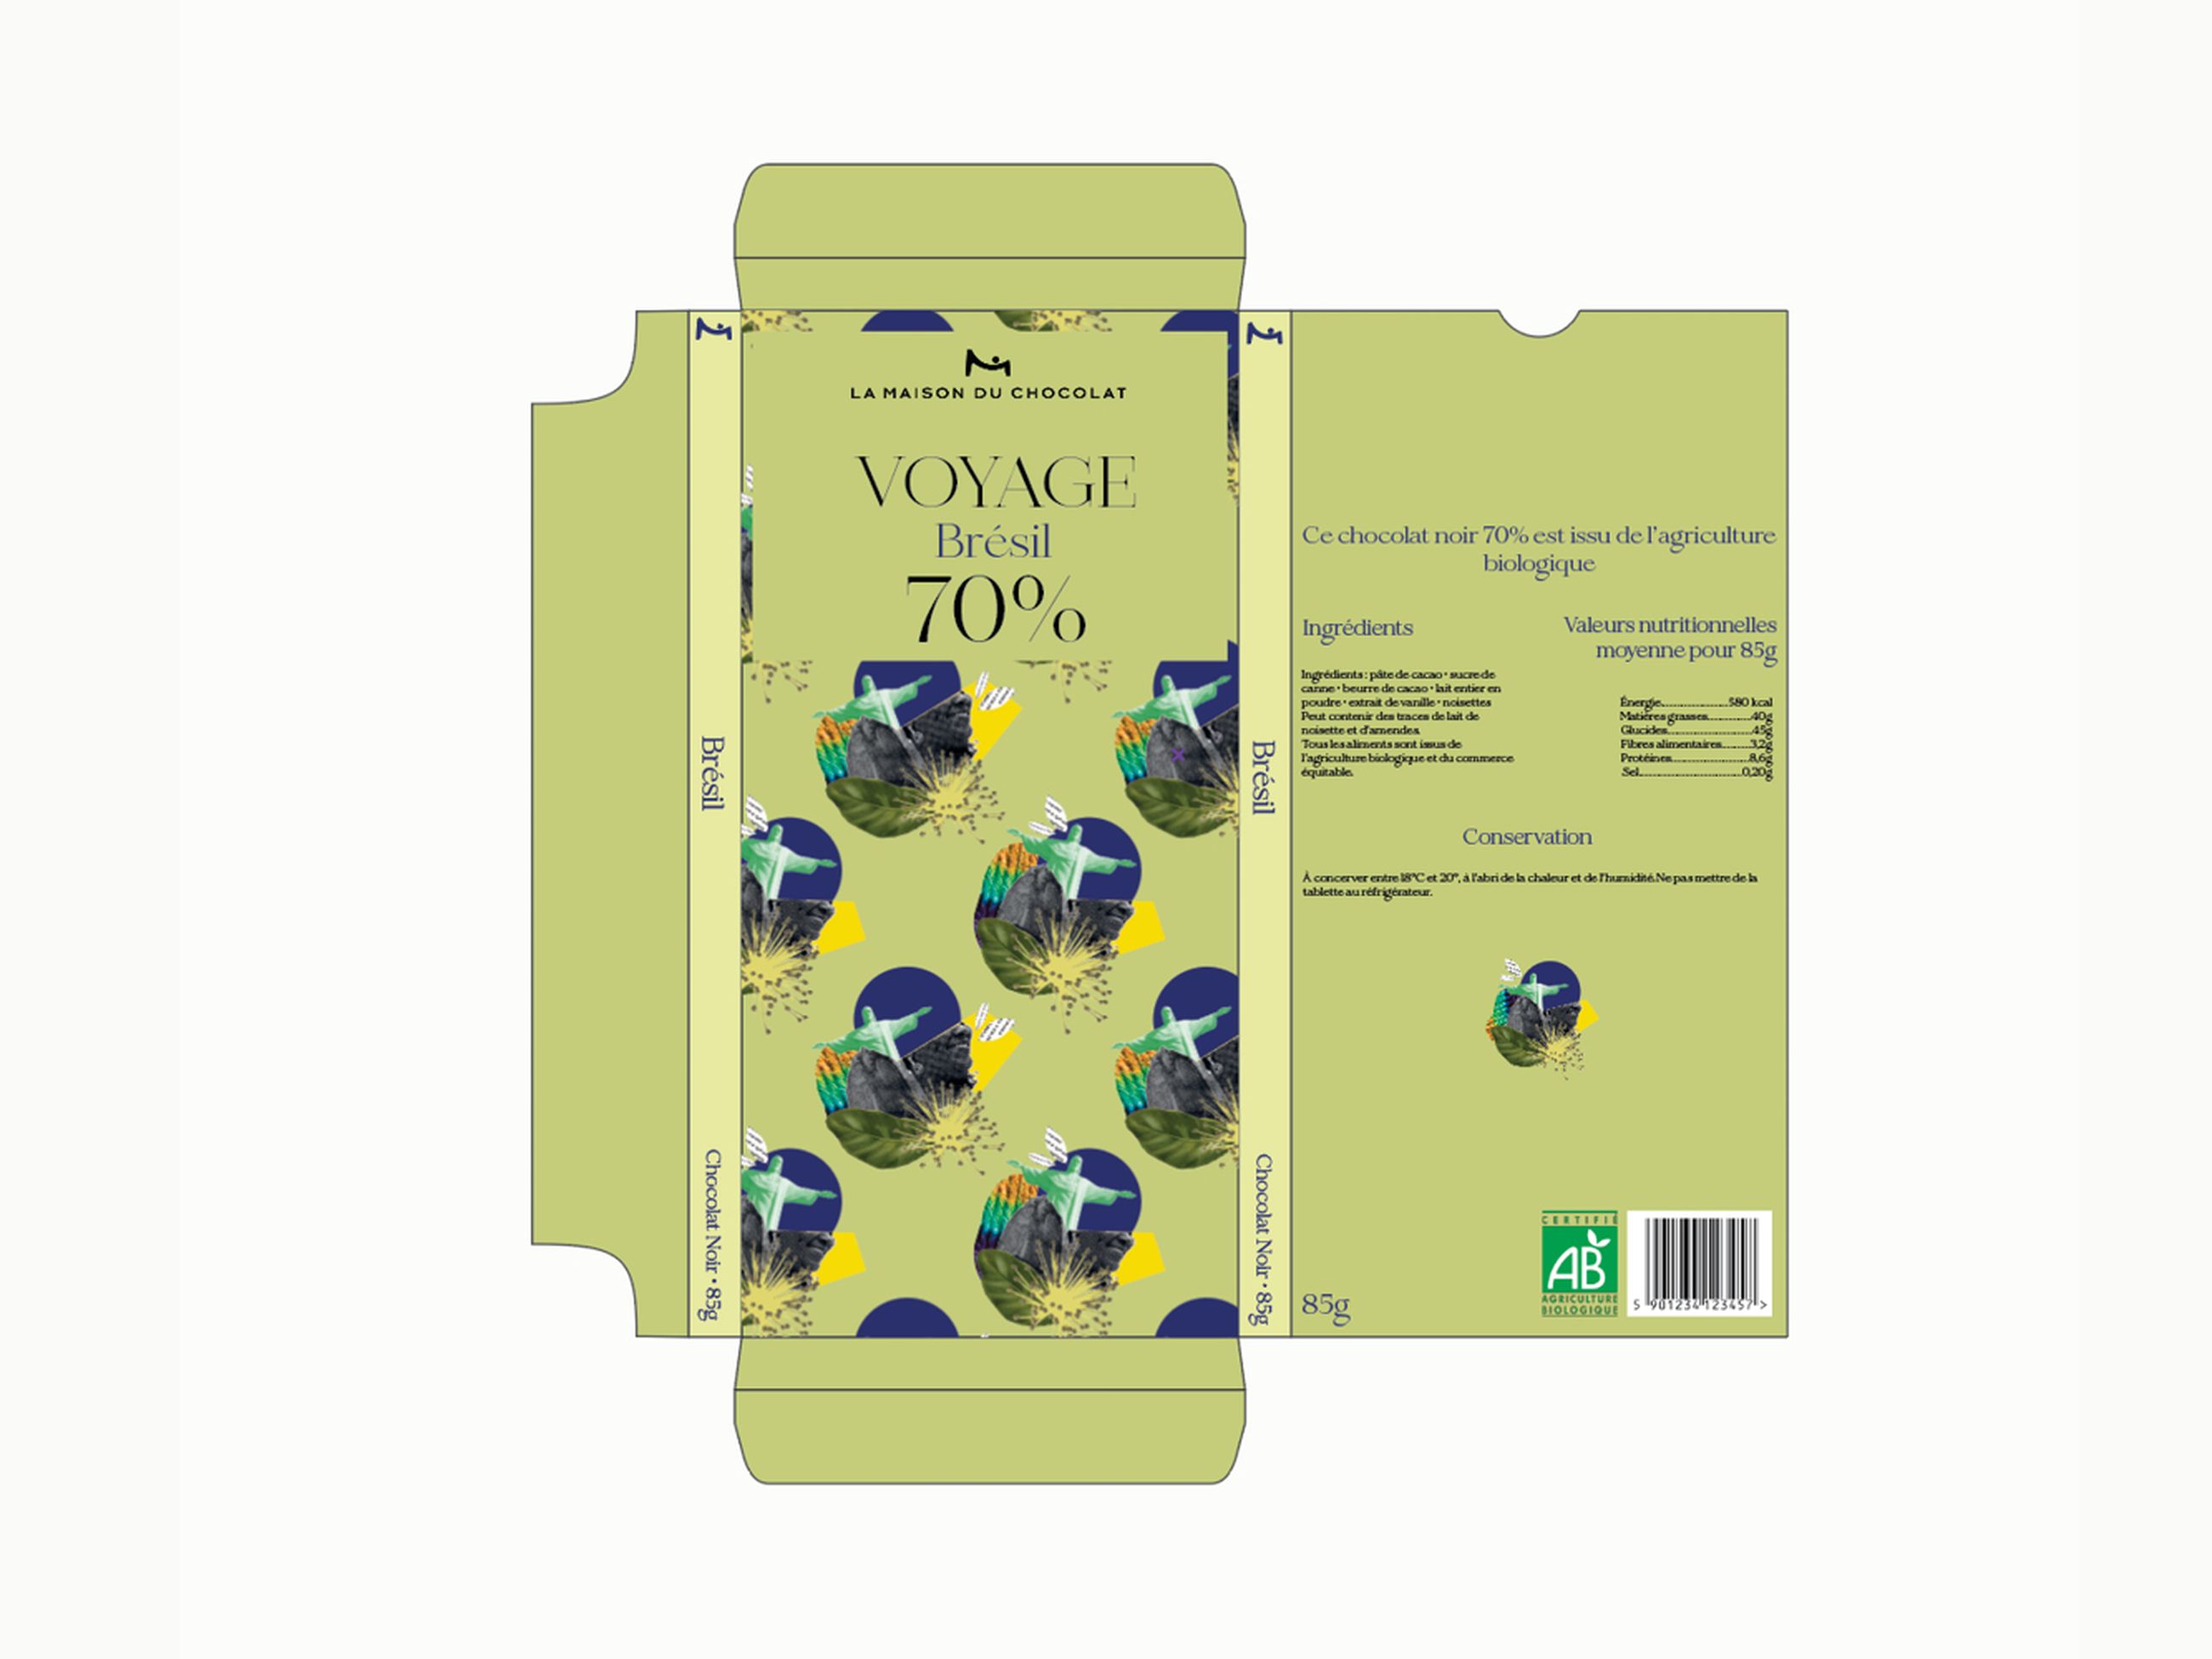 LA MAISON DU CHOCOLAT
VOYAGE
Brésil
70%
Brésil
Chocolat Noir • 85g
Brésil
Chocolat Noir • 85g
Ce chocolat noir 70% est issu de l'agriculture
biologique
Ingrédients
Ingrédients : pâte de cacao • sucre de
canne • beurre de cacao • lait entier en
poudre • extrait de vanille • noisettes
Peut contenir des traces de lait de
noisette et d'amendes.
Tous les aliments sont issus de
l'agriculture biologique et du commerce
équitable.
Valeurs nutritionnelles
moyenne pour 85g
Énergie....................580 kcal
Matières grasses.............40g
Glucides.........................45g
Fibres alimentaires.........3,2g
Protéines.......................8,6g
Sel..............................0,20g
Conservation
À concerver entre 18°C et 20°, à l'abri de la chaleur et de l'humidité.Ne pas mettre de la
tablette au réfrigérateur.
85g
CERTIFIÉ
AB
AGRICULTURE
BIOLOGIQUE
5 901234 123457 >